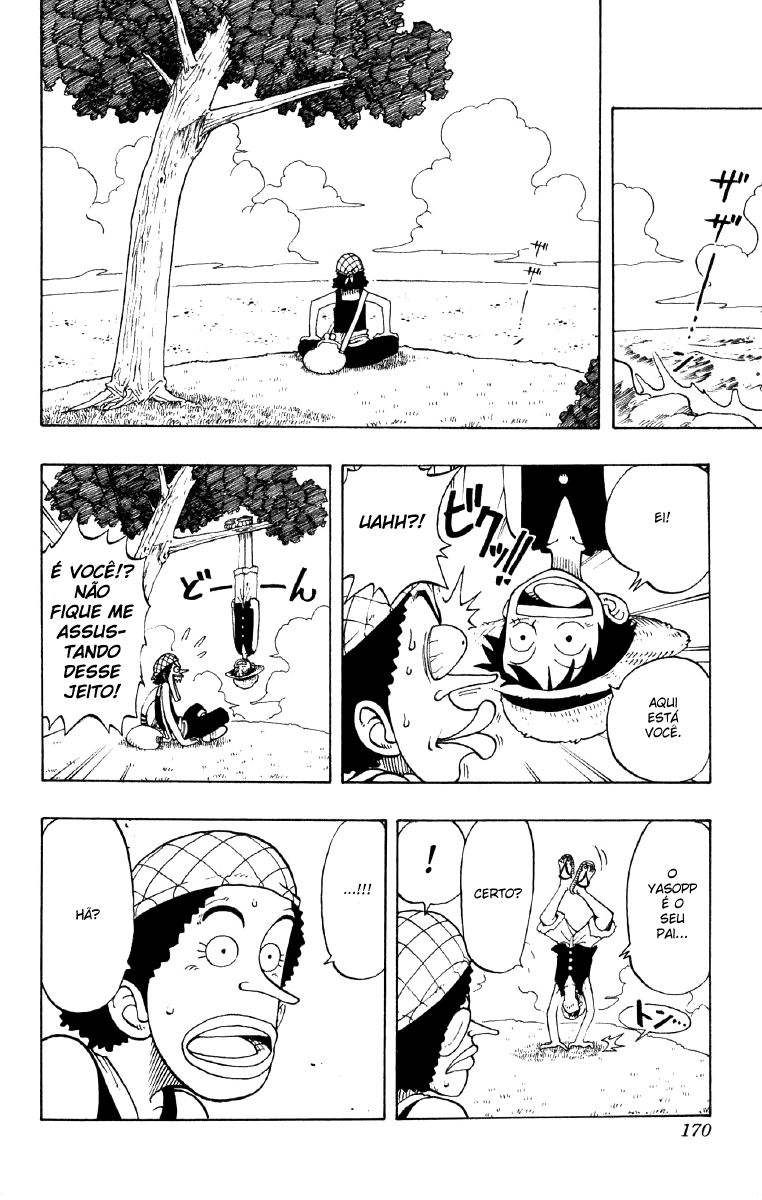 ザ
ザ
ザ
ザ
EI!
AQUI
ESTÁ
VOCÊ.
ビクッ!!
UAHH?!
どーーん
É VOCÊ!?
NÃO
FIQUE ME
ASSUS-
TANDO
DESSE
JEITO!
O
YASOPP
É O
SEU
PAI...
CERTO?
!
トン...
...!!!
HÃ?
170